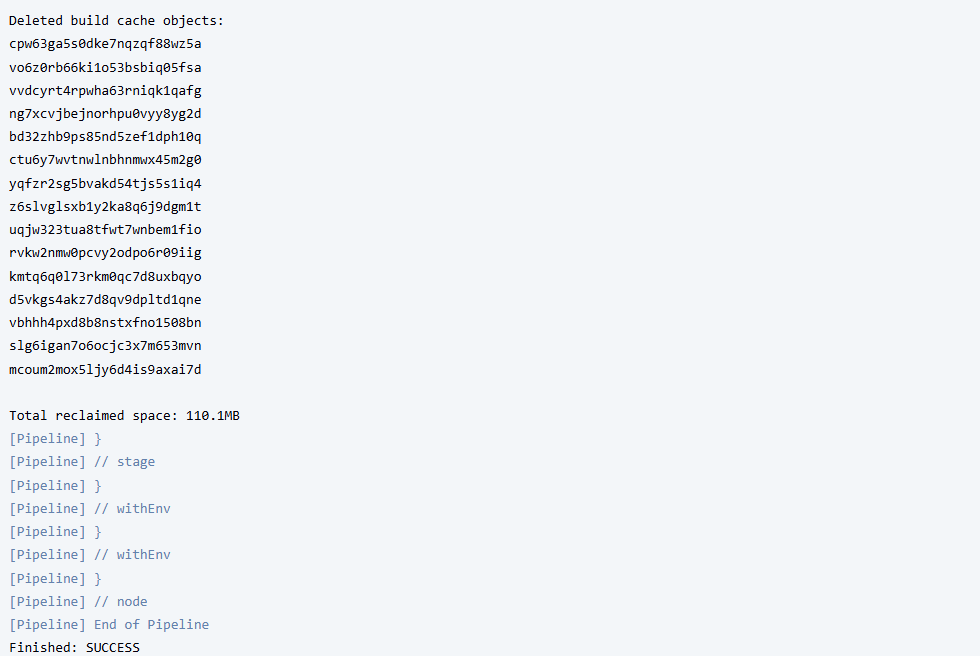 Deleted build cache objects:
cpw63ga5s0dke7nqzqf88wz5a
vo6z0rb66ki1o53bsbiq05fsa
vvdcyrt4rpwha63rniqk1qafg
ng7xcvjbejnorhpu0vyy8yg2d
bd32zhb9ps85nd5zef1dph10q
ctu6y7wvtnwlnbhnmwx45m2g0
yqfzr2sg5bvakd54tjs5s1iq4
z6slvglsxb1y2ka8q6j9dgm1t
uqjw323tua8tfwt7wnbem1fio
rvkw2nmw0pcvy2odpo6r09iig
kmtq6q0l73rkm0qc7d8uxbqyo
d5vkgs4akz7d8qv9dpltd1qne
vbhhh4pxd8b8nstxfno1508bn
slg6igan7o6ocjc3x7m653mvn
mcoum2mox5ljy6d4is9axai7d
Total reclaimed space: 110.1MB
[Pipeline] }
[Pipeline] // stage
[Pipeline] }
[Pipeline] // withEnv
[Pipeline] }
[Pipeline] // withEnv
[Pipeline] }
[Pipeline] // node
[Pipeline] End of Pipeline
Finished: SUCCESS